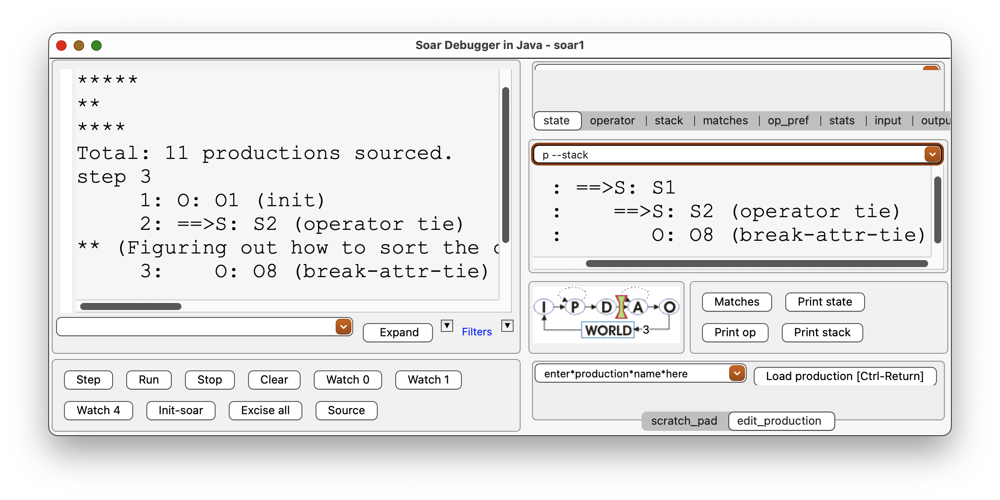 Soar Debugger in Java - soar1
*****
**
****
Total: 11 productions sourced.
step 3
1: O: O1 (init)
2: ==>S: S2 (operator tie)
** (Figuring out how to sort the
3: O: O8 (break-attr-tie)
Expand
Filters
Step Run Stop Clear Watch 0 Watch 1
Watch 4 Init-soar Excise all Source
state operator | stack | matches | op_pref | stats | input | outpu
p --stack
: ==>S: S1
: ==>S: S2 (operator tie)
: O: O8 (break-attr-tie)
I P D A O
WORLD 3
Matches Print state
Print op Print stack
enter*production*name*here Load production [Ctrl-Return]
scratch_pad edit_production